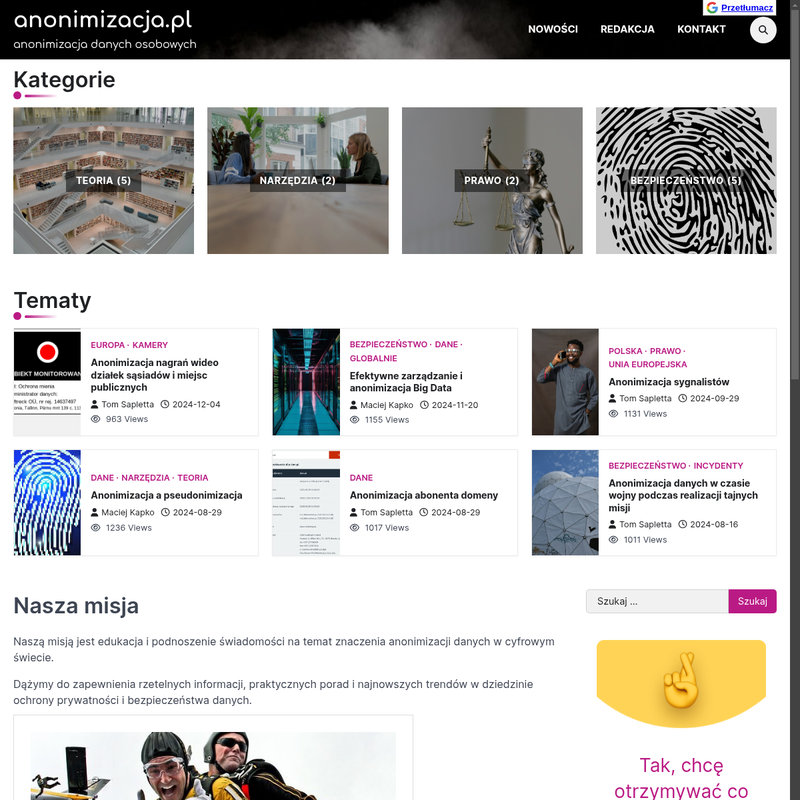 anonimizacja.pl
anonimizacja danych osobowych
Przetłumacz
NOWOŚCI REDAKCJA KONTAKT
Kategorie
TEORIA (5)
NARZĘDZIA (2)
PRAWO (2)
BEZPIECZEŃSTWO (5)
Tematy
BIEKT MONITOROWAN
EUROPA · KAMERY
Anonimizacja nagrań wideo
działek sąsiadów i miejsc
publicznych
Tom Sapletta 2024-12-04
963 Views
BEZPIECZEŃSTWO · DANE ·
GLOBALNIE
Efektywne zarządzanie i
anonimizacja Big Data
Maciej Kapko 2024-11-20
1155 Views
POLSKA · PRAWO ·
UNIA EUROPEJSKA
Anonimizacja sygnalistów
Tom Sapletta 2024-09-29
1131 Views
DANE · NARZĘDZIA · TEORIA
Anonimizacja a pseudonimizacja
Maciej Kapko 2024-08-29
1236 Views
DANE
Anonimizacja abonenta domeny
Tom Sapletta 2024-08-29
1017 Views
BEZPIECZEŃSTWO · INCYDENTY
Anonimizacja danych w czasie
wojny podczas realizacji tajnych
misji
Tom Sapletta 2024-08-16
1011 Views
Nasza misja
Naszą misją jest edukacja i podnoszenie świadomości na temat znaczenia anonimizacji danych w cyfrowym
świecie.
Dążymy do zapewnienia rzetelnych informacji, praktycznych porad i najnowszych trendów w dziedzinie
ochrony prywatności i bezpieczeństwa danych.
Szukaj … Szukaj
Tak, chcę
otrzymywać co